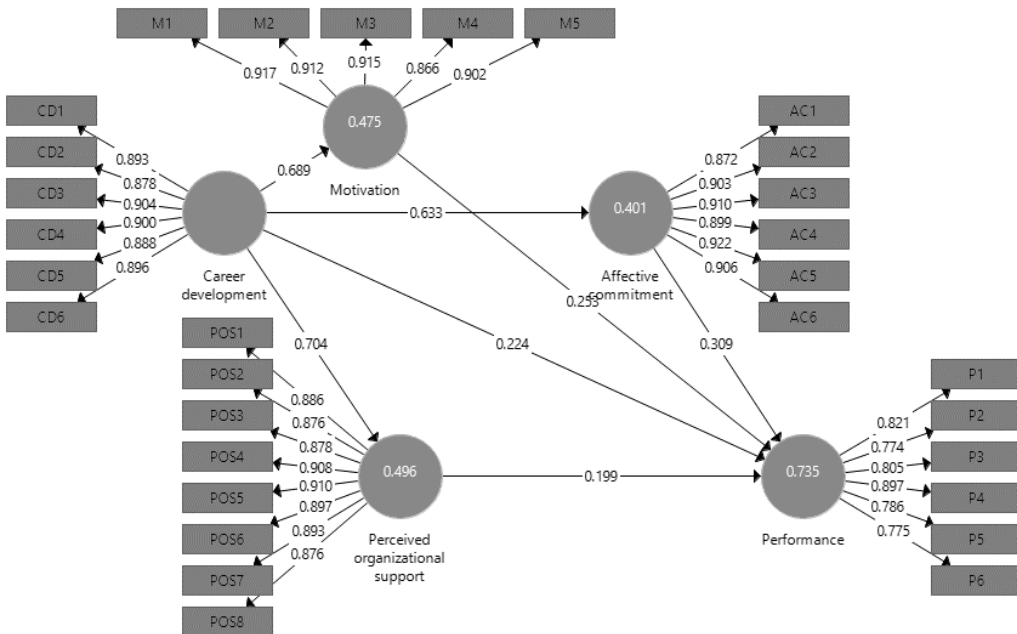 M1
M2
M3
M4
M5
0.917
0.912
0.915
0.866
0.902
CD1
CD2
CD3
CD4
CD5
CD6
0.893
0.878
0.904
0.900
0.888
0.896
0.475
Motivation
0.689
Career
development
0.633
0.401
Affective
commitment
AC1
AC2
AC3
AC4
AC5
AC6
0.872
0.903
0.910
0.899
0.922
0.906
0.704
0.224
0.253
0.309
POS1
POS2
POS3
POS4
POS5
POS6
POS7
POS8
0.886
0.876
0.878
0.908
0.910
0.897
0.893
0.876
0.496
Perceived
organizational
support
0.199
0.735
Performance
0.821
0.774
0.805
0.897
0.786
0.775
P1
P2
P3
P4
P5
P6